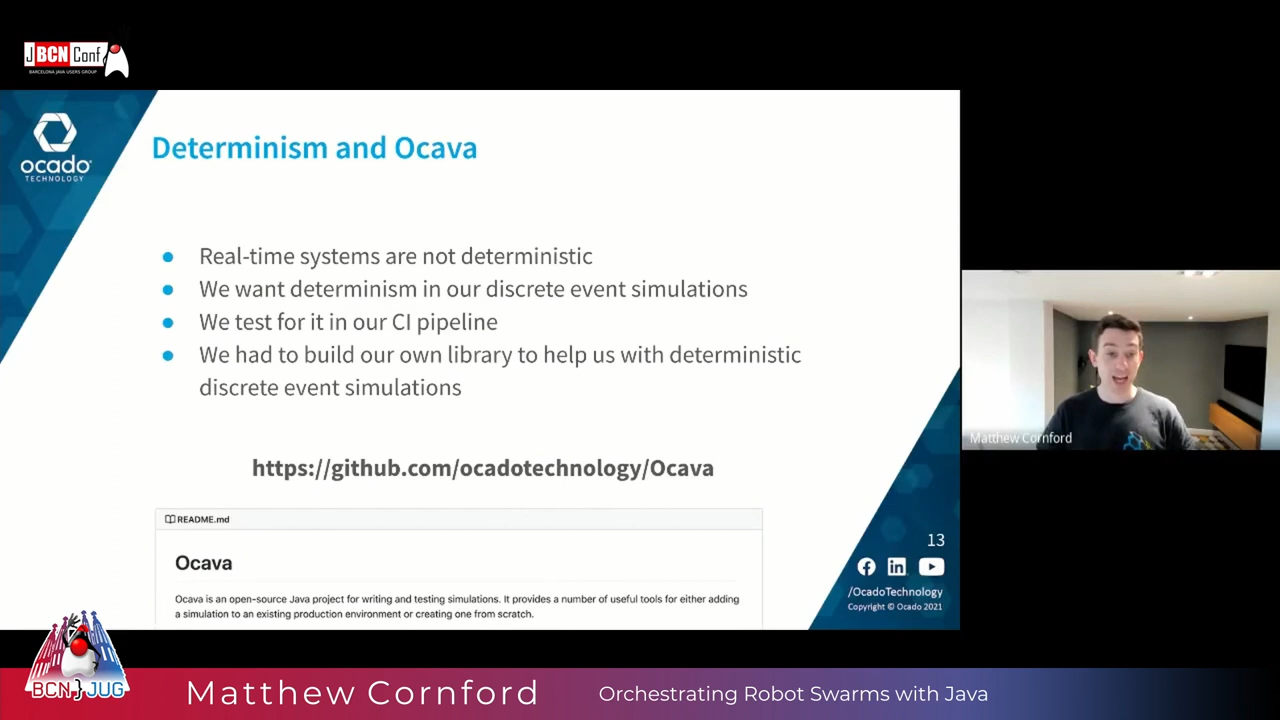 JBCNConf
BARCELONA JAVA USERS GROUP
ocado
TECHNOLOGY
Determinism and Ocava
Real-time systems are not deterministic
We want determinism in our discrete event simulations
We test for it in our CI pipeline
We had to build our own library to help us with deterministic
discrete event simulations
https://github.com/ocadotechnology/Ocava
README.md
Ocava
Ocava is an open-source Java project for writing and testing simulations. It provides a number of useful tools for either adding
a simulation to an existing production environment or creating one from scratch.
13
/OcadoTechnology
Copyright © Ocado 2021
Matthew Cornford
BCN}JUG
Matthew Cornford
Orchestrating Robot Swarms with Java